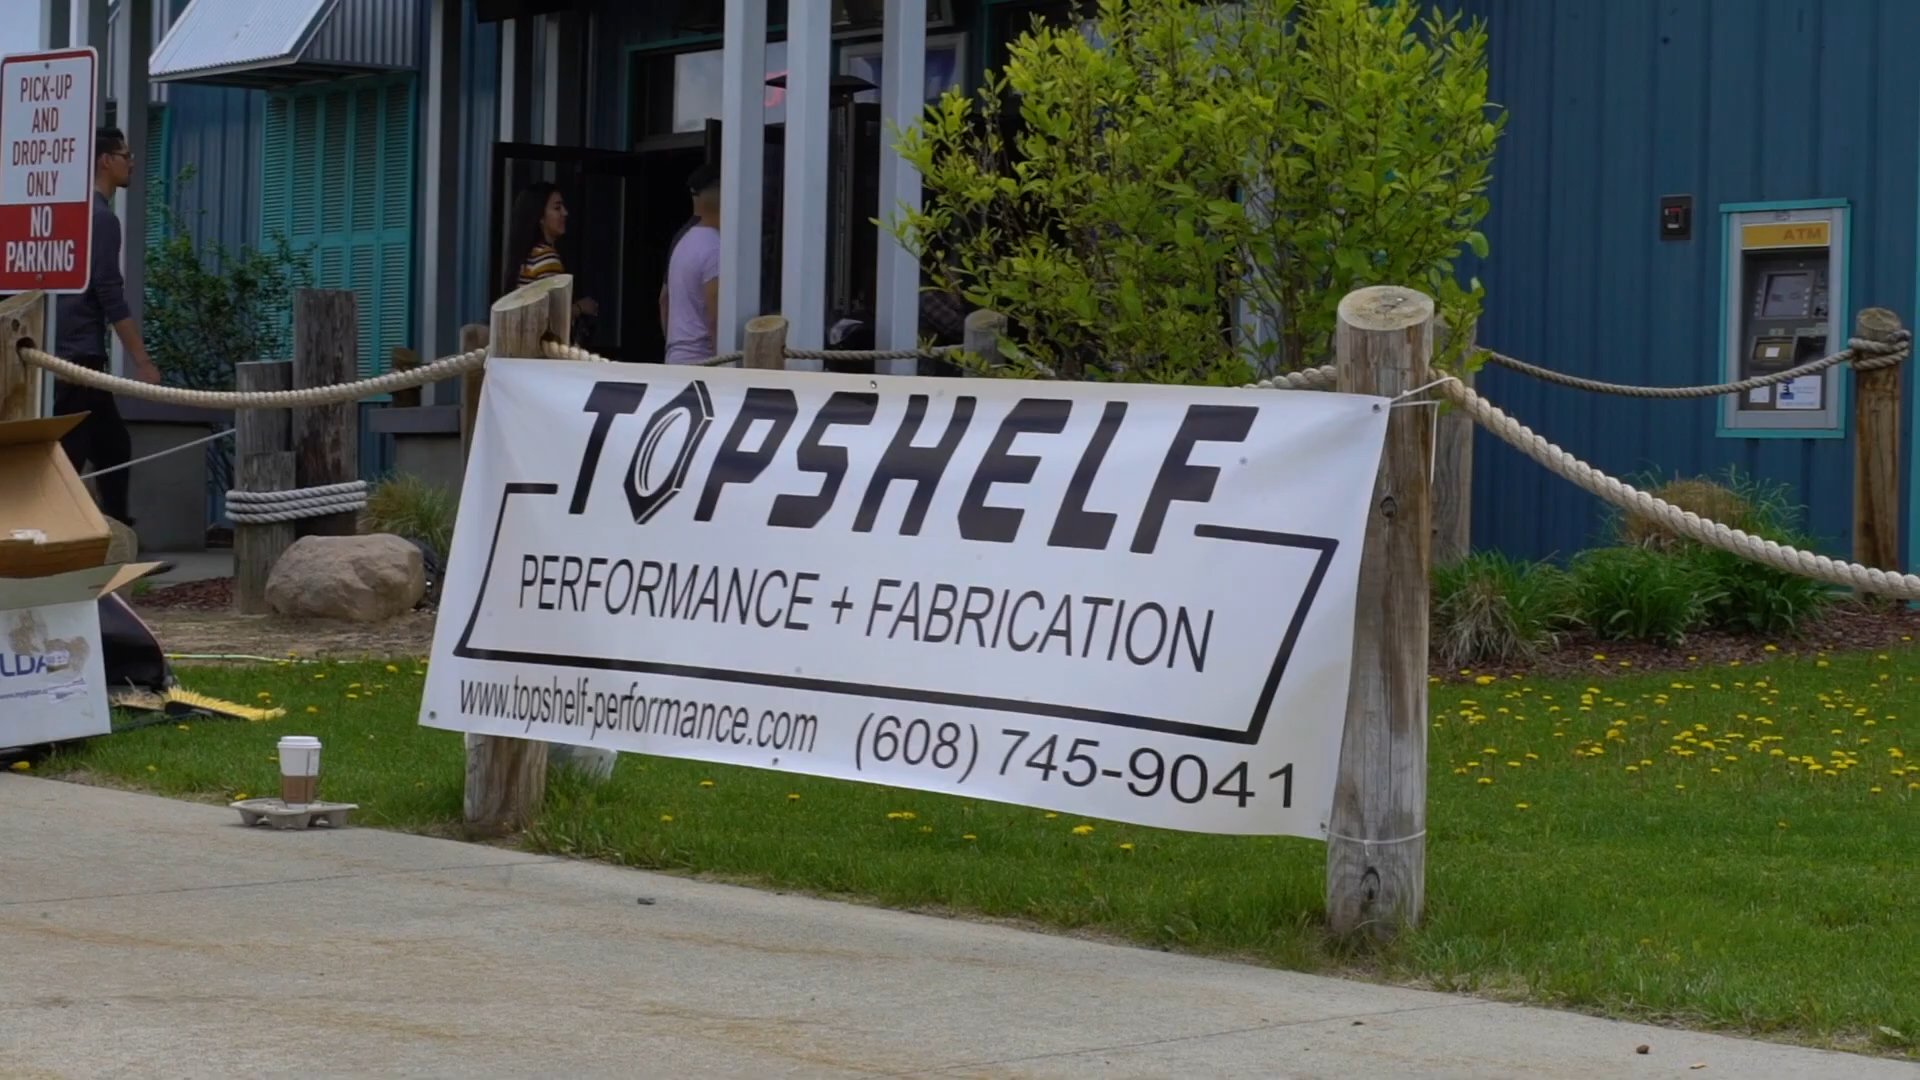 PICK-UP
AND
DROP-OFF
ONLY
NO
PARKING
ATM
TOPSHELF
PERFORMANCE + FABRICATION
www.topshelf-performance.com (608) 745-9041